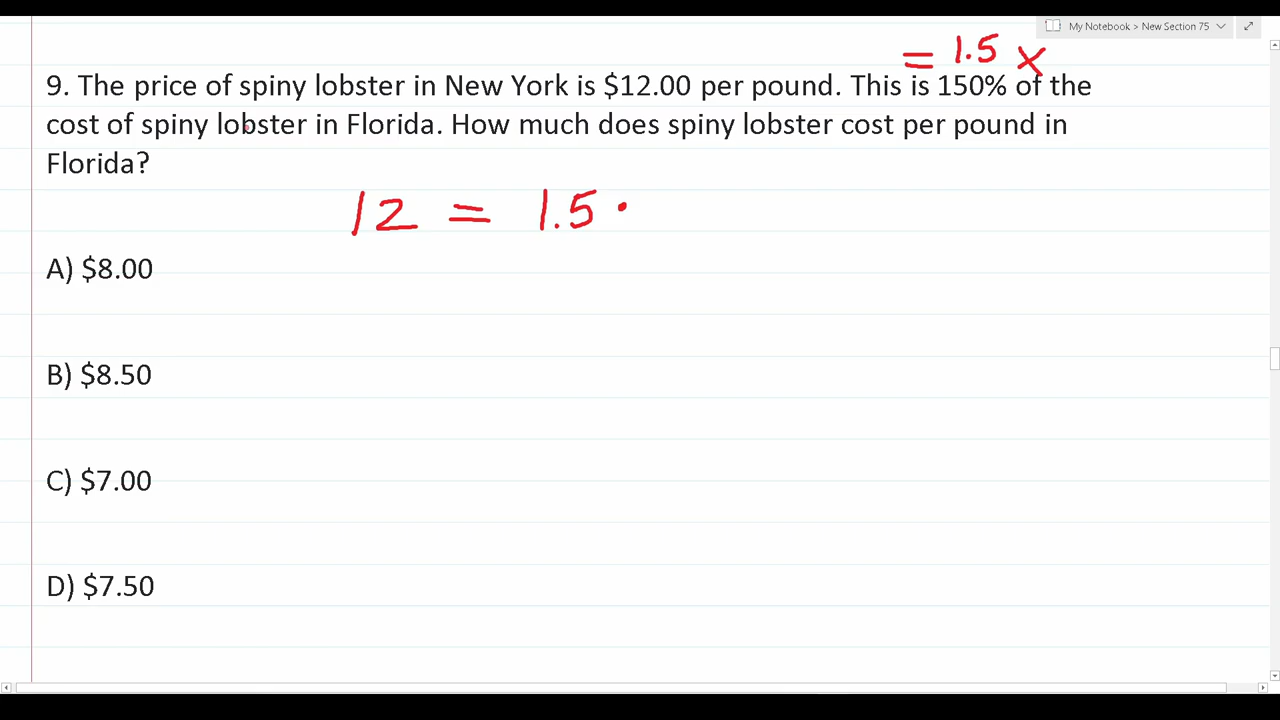 My Notebook > New Section 75
= 1.5 ×
9. The price of spiny lobster in New York is $12.00 per pound. This is 150% of the
cost of spiny lobster in Florida. How much does spiny lobster cost per pound in
Florida?
12 = 1.5 ·
A) $8.00
B) $8.50
C) $7.00
D) $7.50